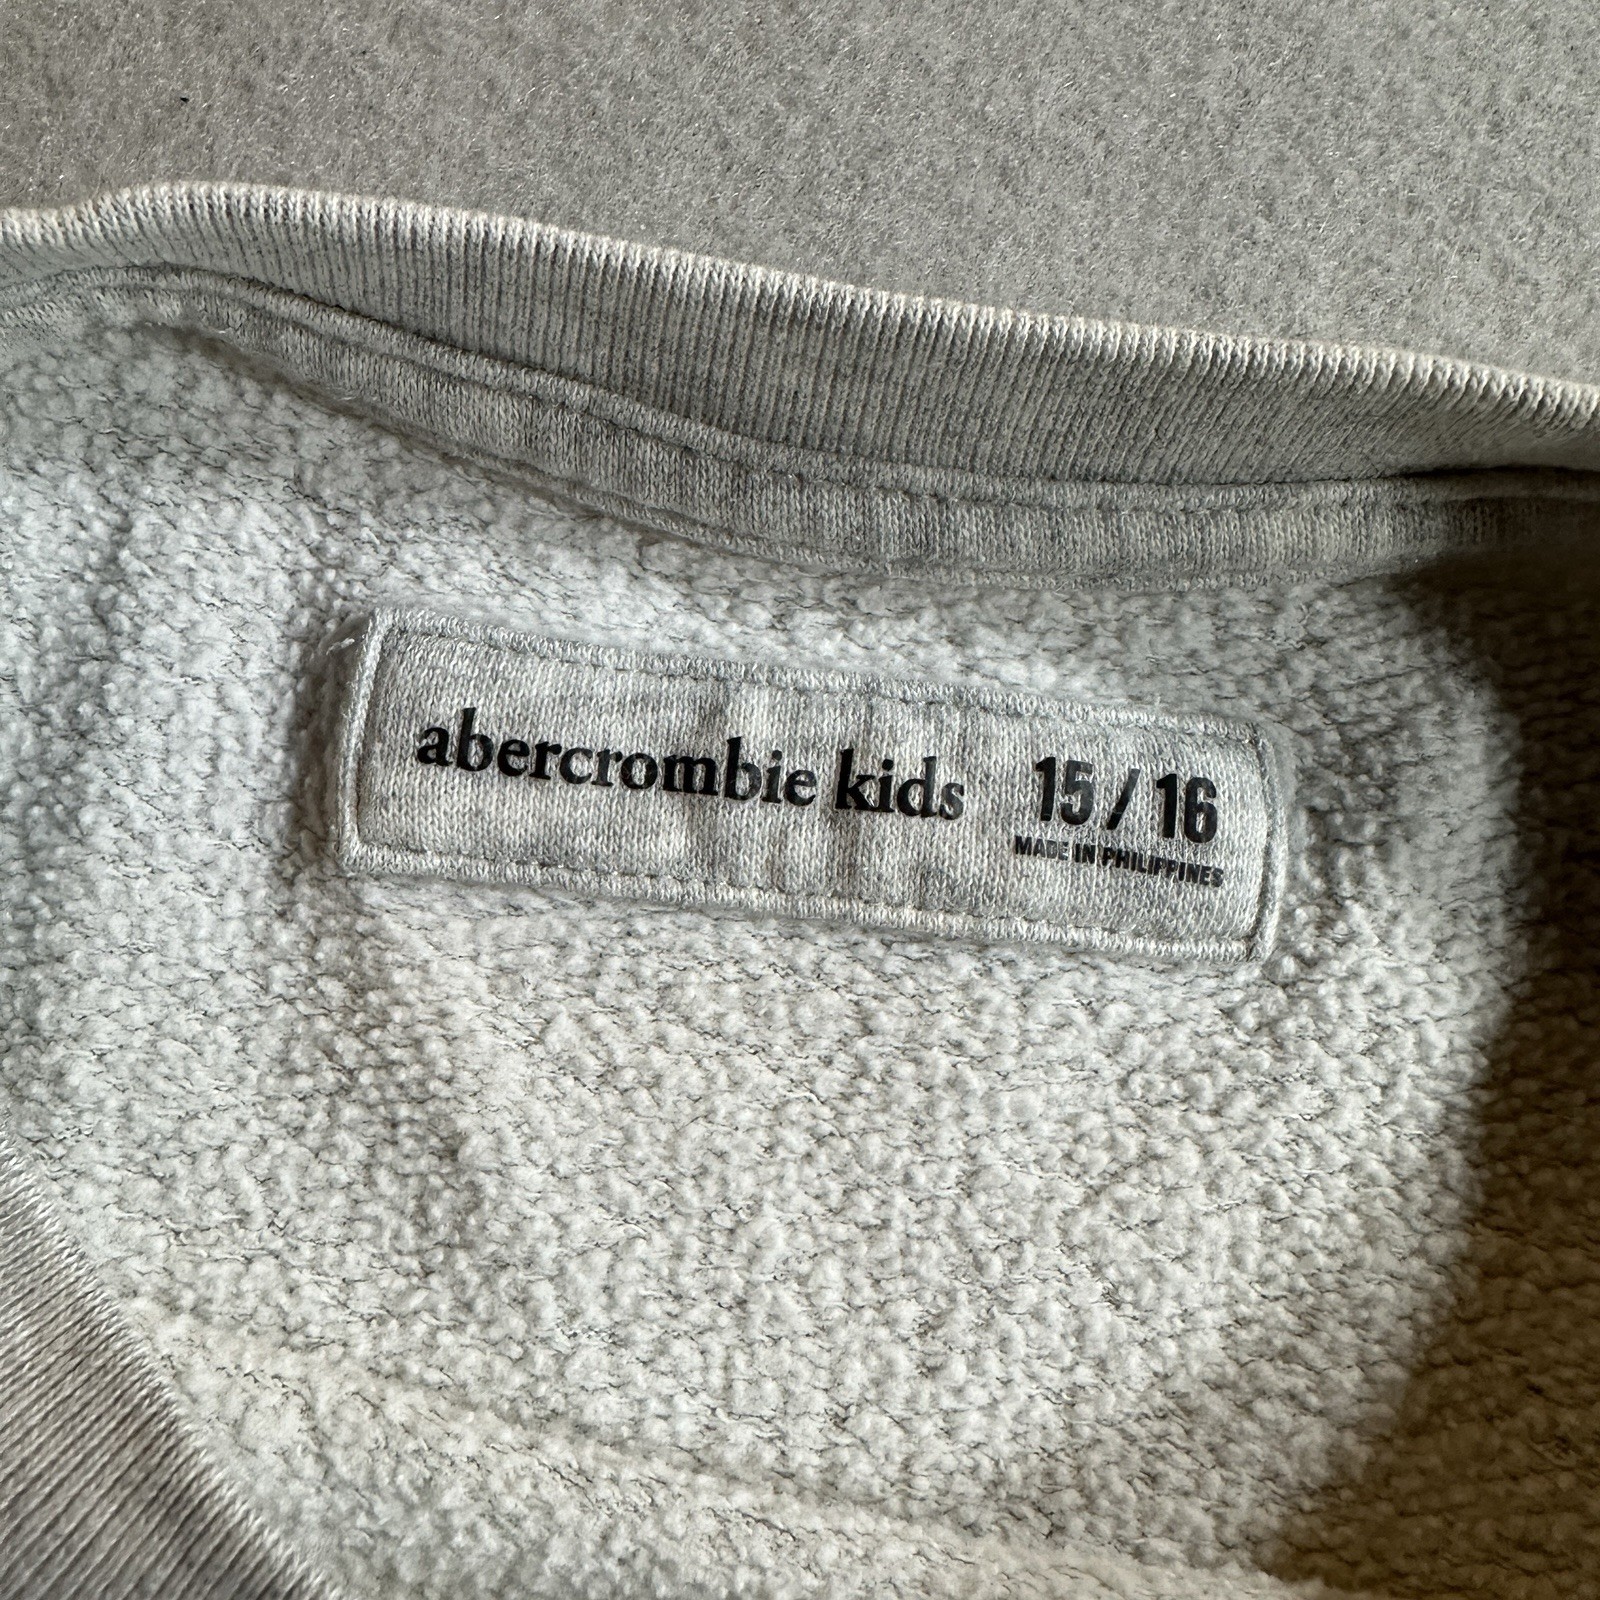 abercrombie kids 15/16
MADE IN PHILIPPINES